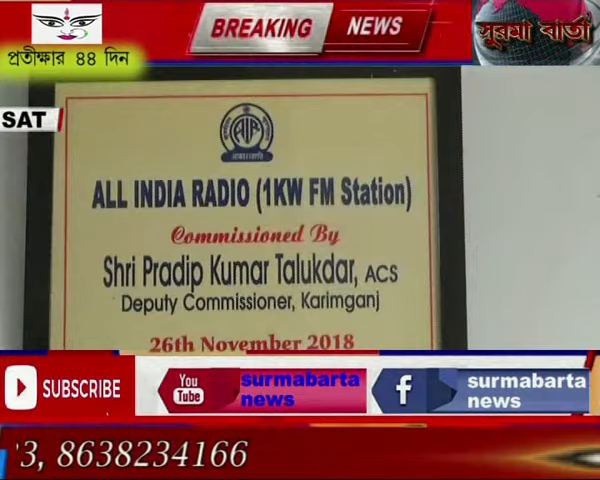 BREAKING NEWS
সুরমা বার্তা
প্রতীক্ষার ৪৪ দিন
SAT
ALL INDIA RADIO (1KW FM Station)
Commissioned By
Shri Pradip Kumar Talukdar, ACS
Deputy Commissioner, Karimganj
26th November 2018
SUBSCRIBE
You Tube
surmabarta news
f
surmabarta news
3, 8638234166